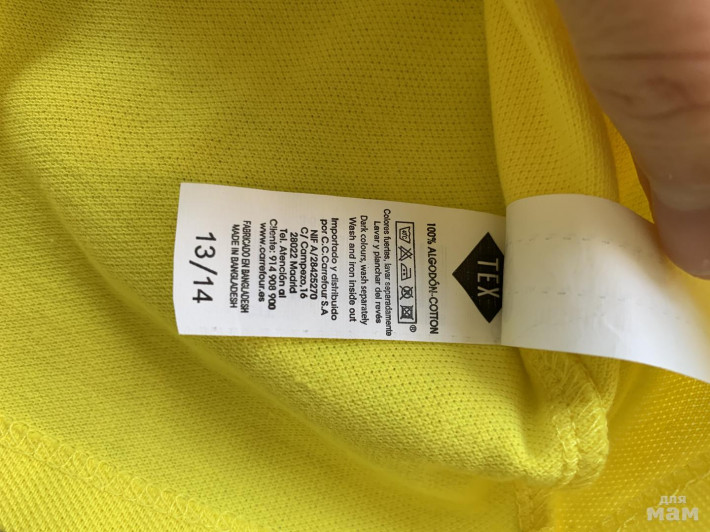 TEX
100% ALGODÓN-COTTON
Colores fuertes, lavar separadamente
Lavar y planchar del revés
Dark colours, wash separately
Wash and iron inside out
Importado y distribuido
por C.C.Carrefour S.A
NIF A/28425270
C/ Campezo,16
28022 Madrid
Tel. Atención al
Cliente: 914 908 900
www.carrefour.es
FABRICADO EN BANGLADESH
MADE IN BANGLADESH
13/14
для
мам